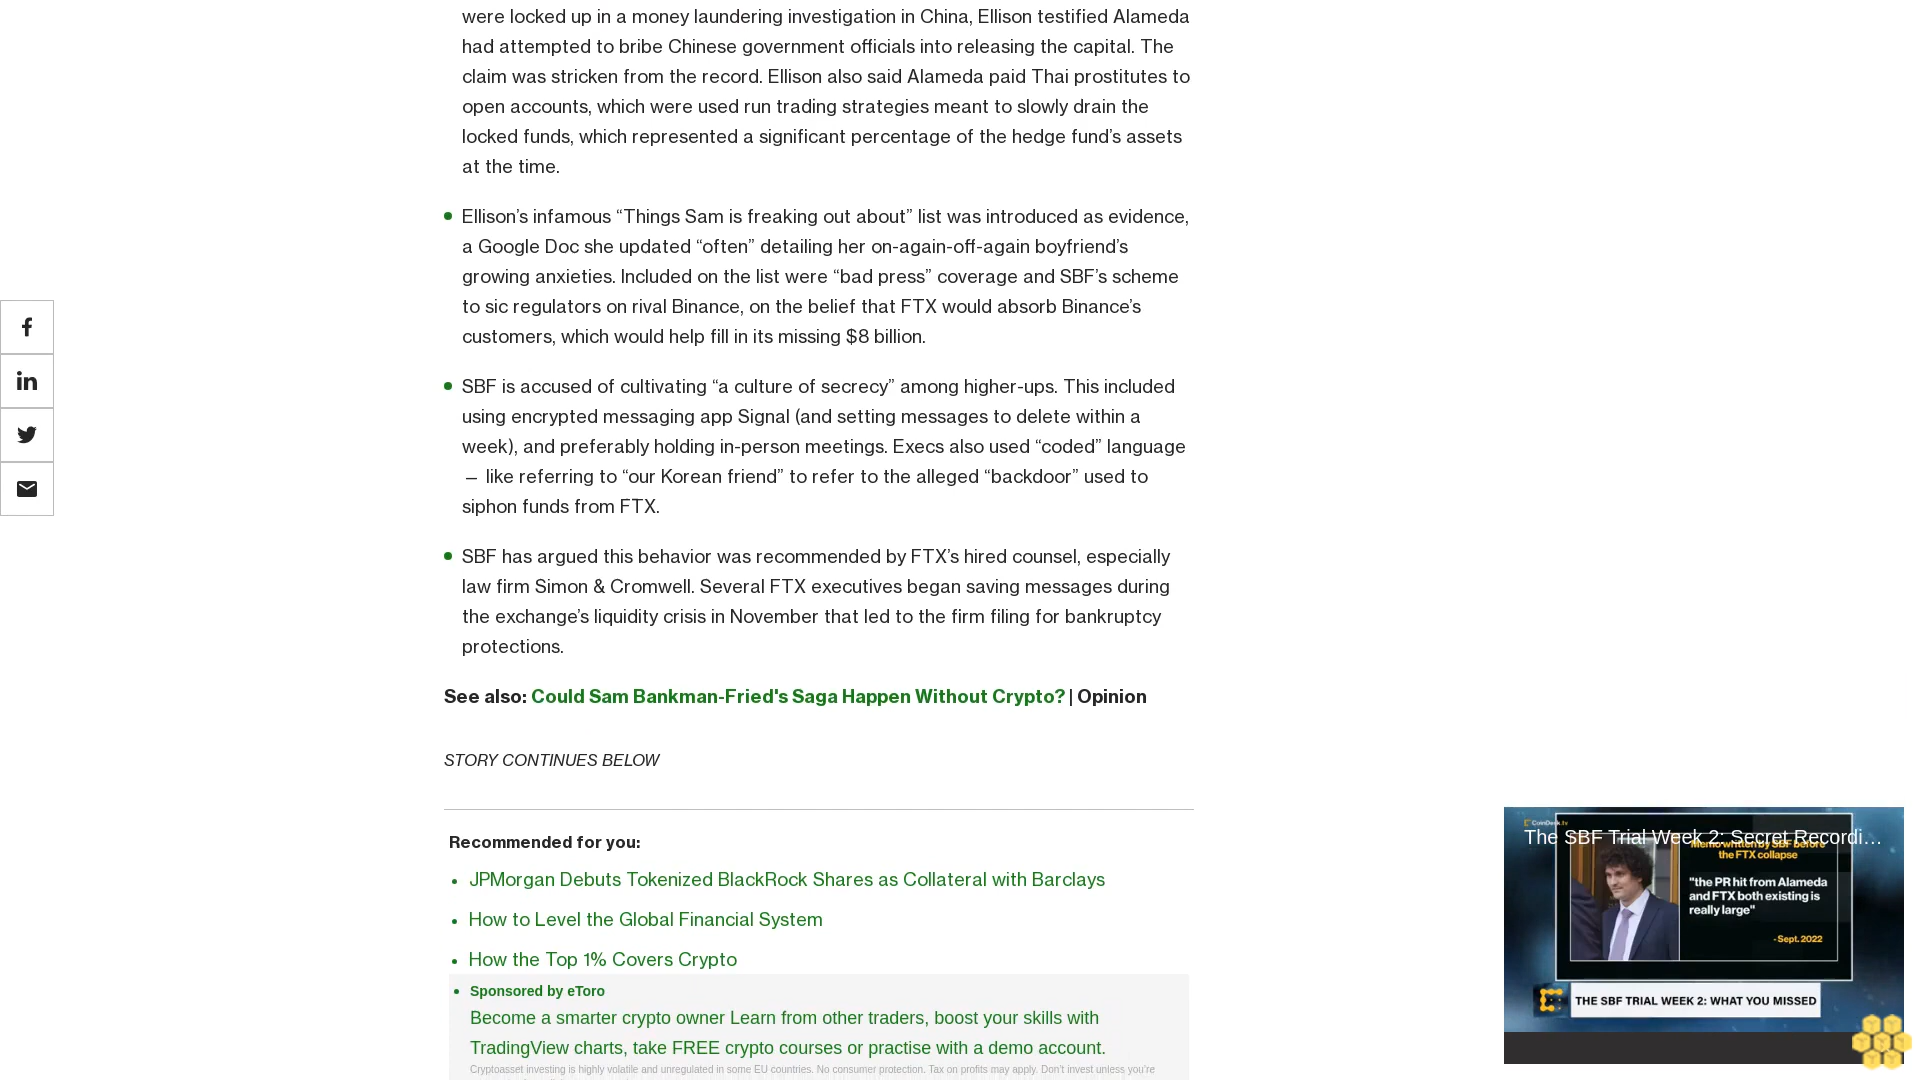 were locked up in a money laundering investigation in China, Ellison testified Alameda
had attempted to bribe Chinese government officials into releasing the capital. The
claim was stricken from the record. Ellison also said Alameda paid Thai prostitutes to
open accounts, which were used run trading strategies meant to slowly drain the
locked funds, which represented a significant percentage of the hedge fund’s assets
at the time.
Ellison’s infamous “Things Sam is freaking out about” list was introduced as evidence,
a Google Doc she updated “often” detailing her on-again-off-again boyfriend’s
growing anxieties. Included on the list were “bad press” coverage and SBF’s scheme
to sic regulators on rival Binance, on the belief that FTX would absorb Binance’s
customers, which would help fill in its missing $8 billion.
SBF is accused of cultivating “a culture of secrecy” among higher-ups. This included
using encrypted messaging app Signal (and setting messages to delete within a
week), and preferably holding in-person meetings. Execs also used “coded” language
— like referring to “our Korean friend” to refer to the alleged “backdoor” used to
siphon funds from FTX.
SBF has argued this behavior was recommended by FTX’s hired counsel, especially
law firm Simon & Cromwell. Several FTX executives began saving messages during
the exchange’s liquidity crisis in November that led to the firm filing for bankruptcy
protections.
See also: Could Sam Bankman-Fried's Saga Happen Without Crypto? | Opinion
STORY CONTINUES BELOW
Recommended for you:
JPMorgan Debuts Tokenized BlackRock Shares as Collateral with Barclays
How to Level the Global Financial System
How the Top 1% Covers Crypto
Sponsored by eToro
Become a smarter crypto owner Learn from other traders, boost your skills with
TradingView charts, take FREE crypto courses or practise with a demo account.
Cryptoasset investing is highly volatile and unregulated in some EU countries. No consumer protection. Tax on profits may apply. Don’t invest unless you’re
CoinDesk.tv
The SBF Trial Week 2: Secret Recordi…
Memo written by SBF before
the FTX collapse
"the PR hit from Alameda
and FTX both existing is
really large"
- Sept. 2022
THE SBF TRIAL WEEK 2: WHAT YOU MISSED